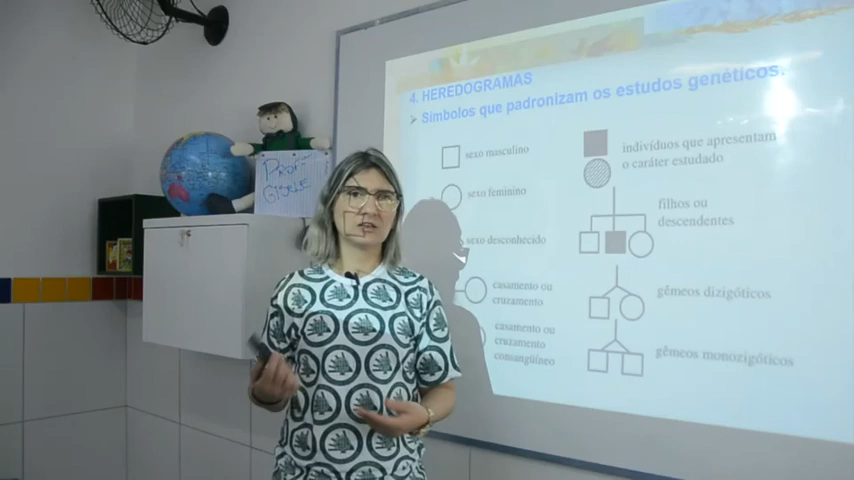 4. HEREDOGRAMAS
Símbolos que padronizam os estudos genéticos.
sexo masculino
sexo feminino
sexo desconhecido
casamento ou
cruzamento
casamento ou
cruzamento
consangüíneo
indivíduos que apresentam
o caráter estudado
filhos ou
descendentes
gêmeos dizigóticos
gêmeos monozigóticos
PROFª
GISELE